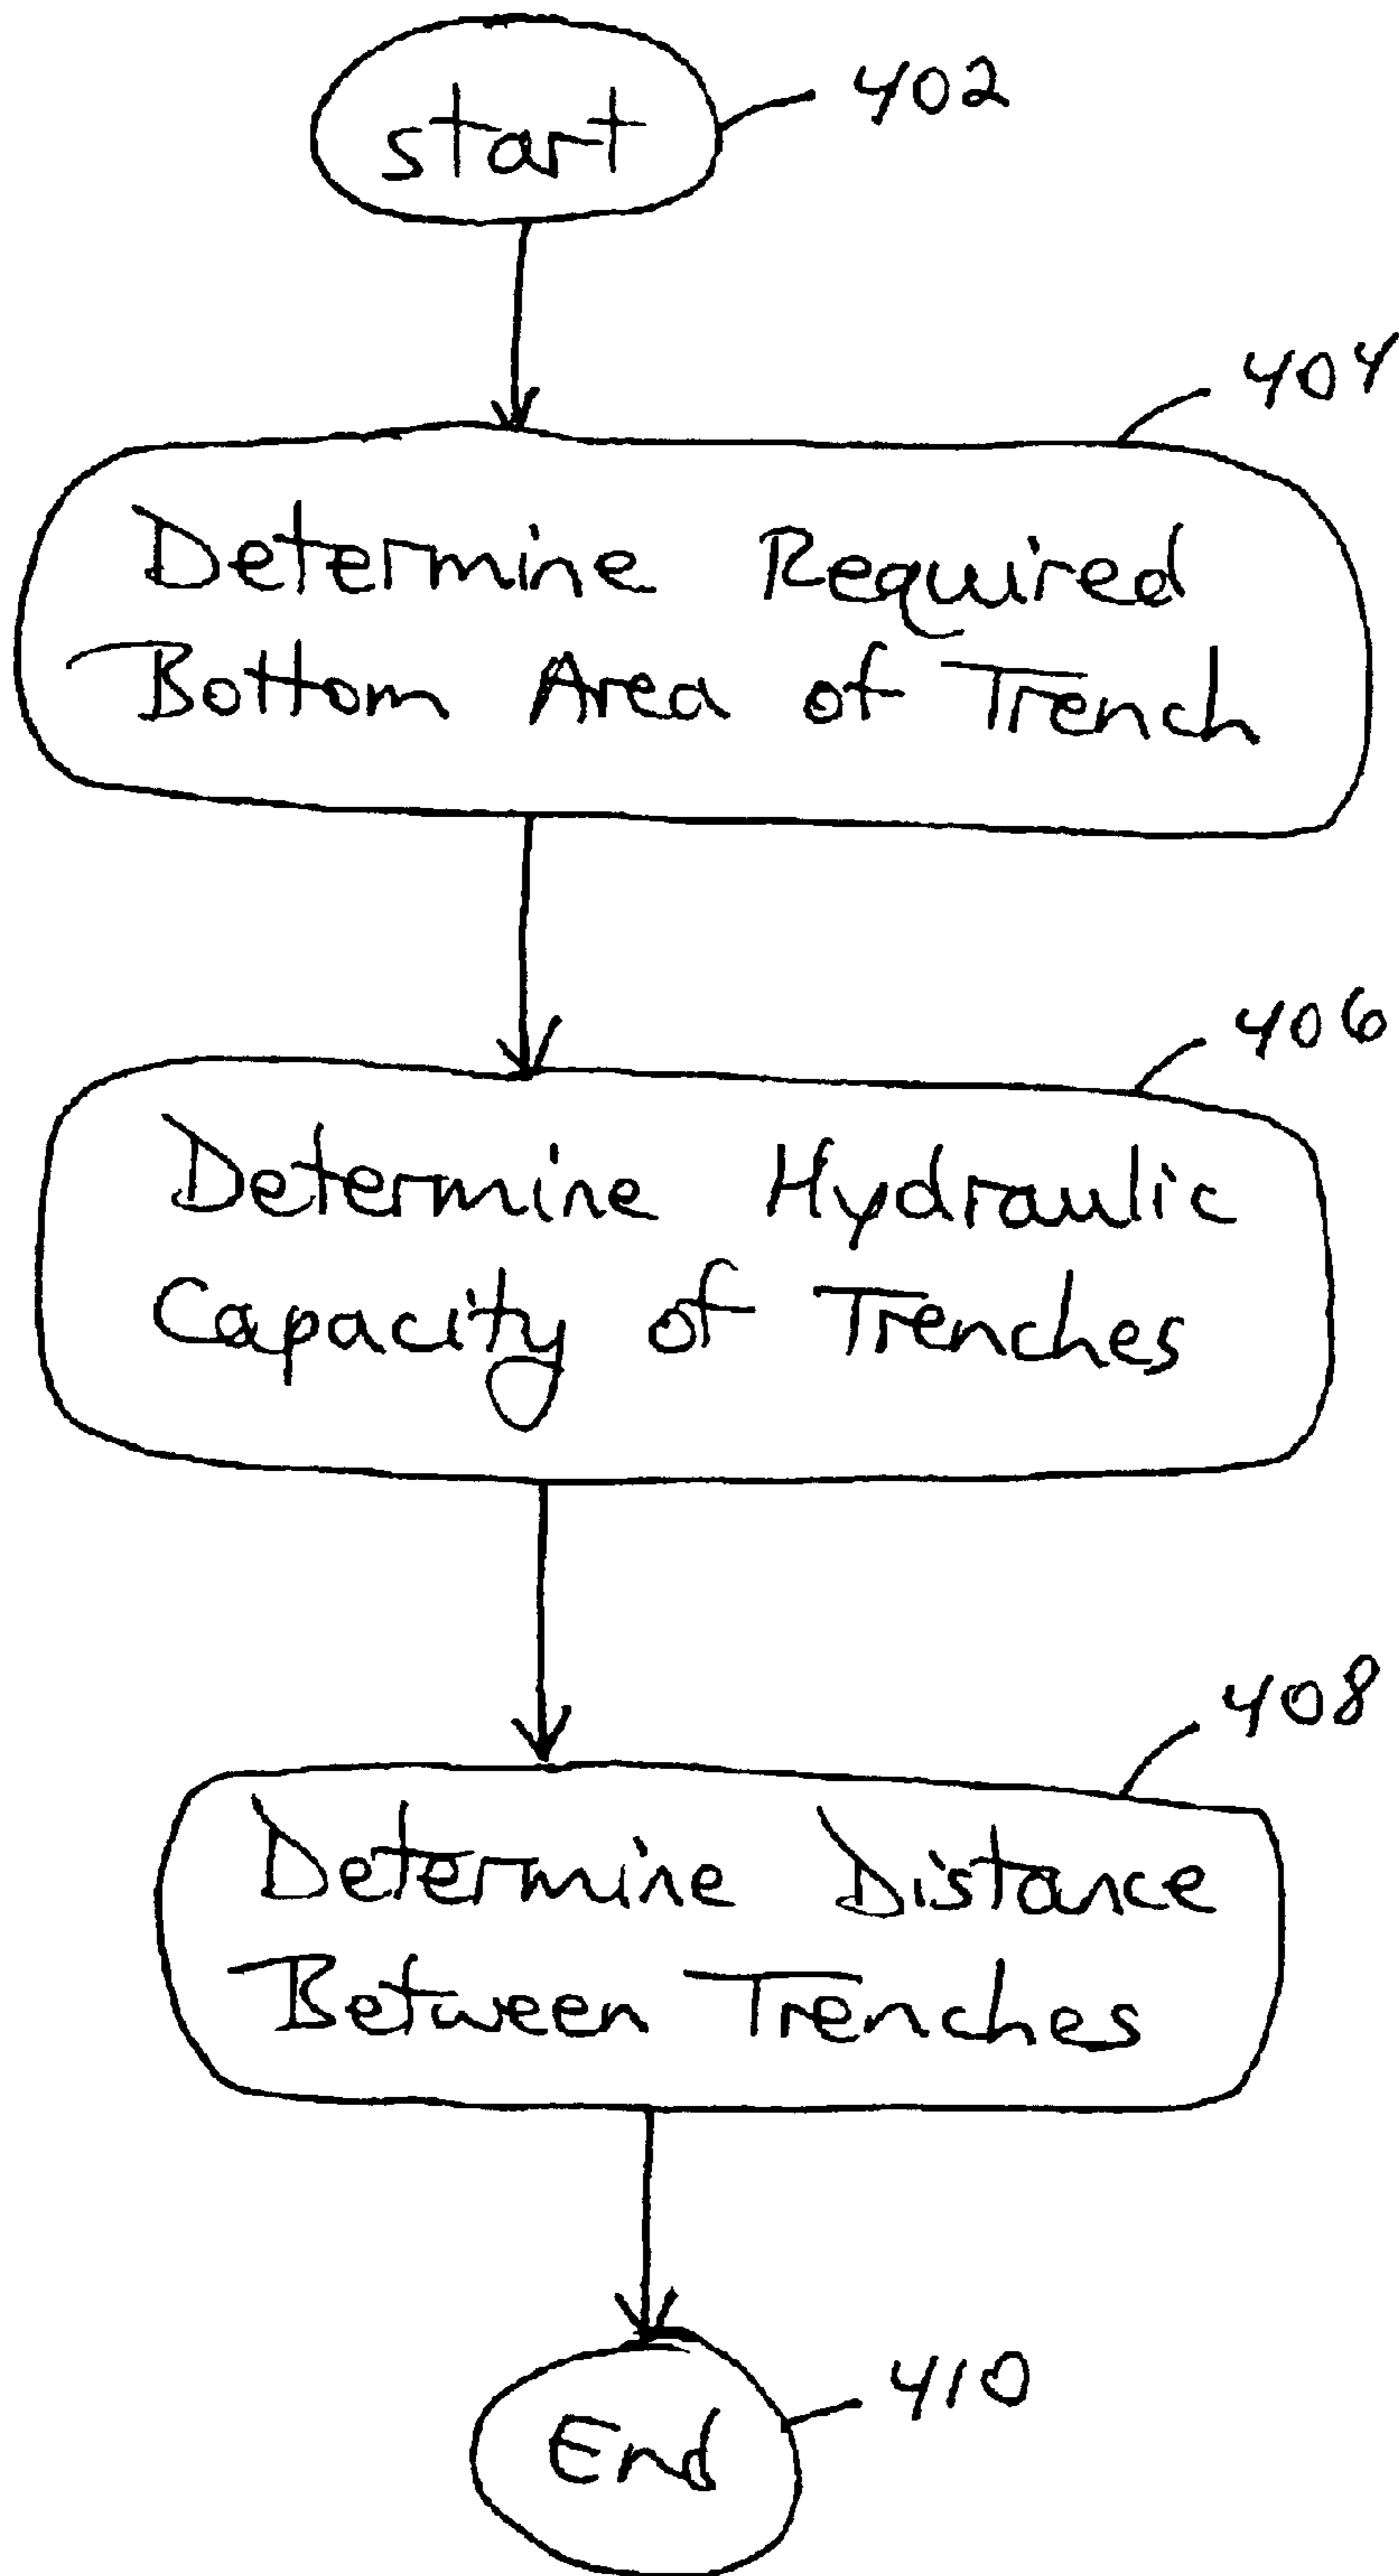 start
402
404
Determine Required
Bottom Area of Trench
406
Determine Hydraulic
Capacity of Trenches
408
Determine Distance
Between Trenches
410
End